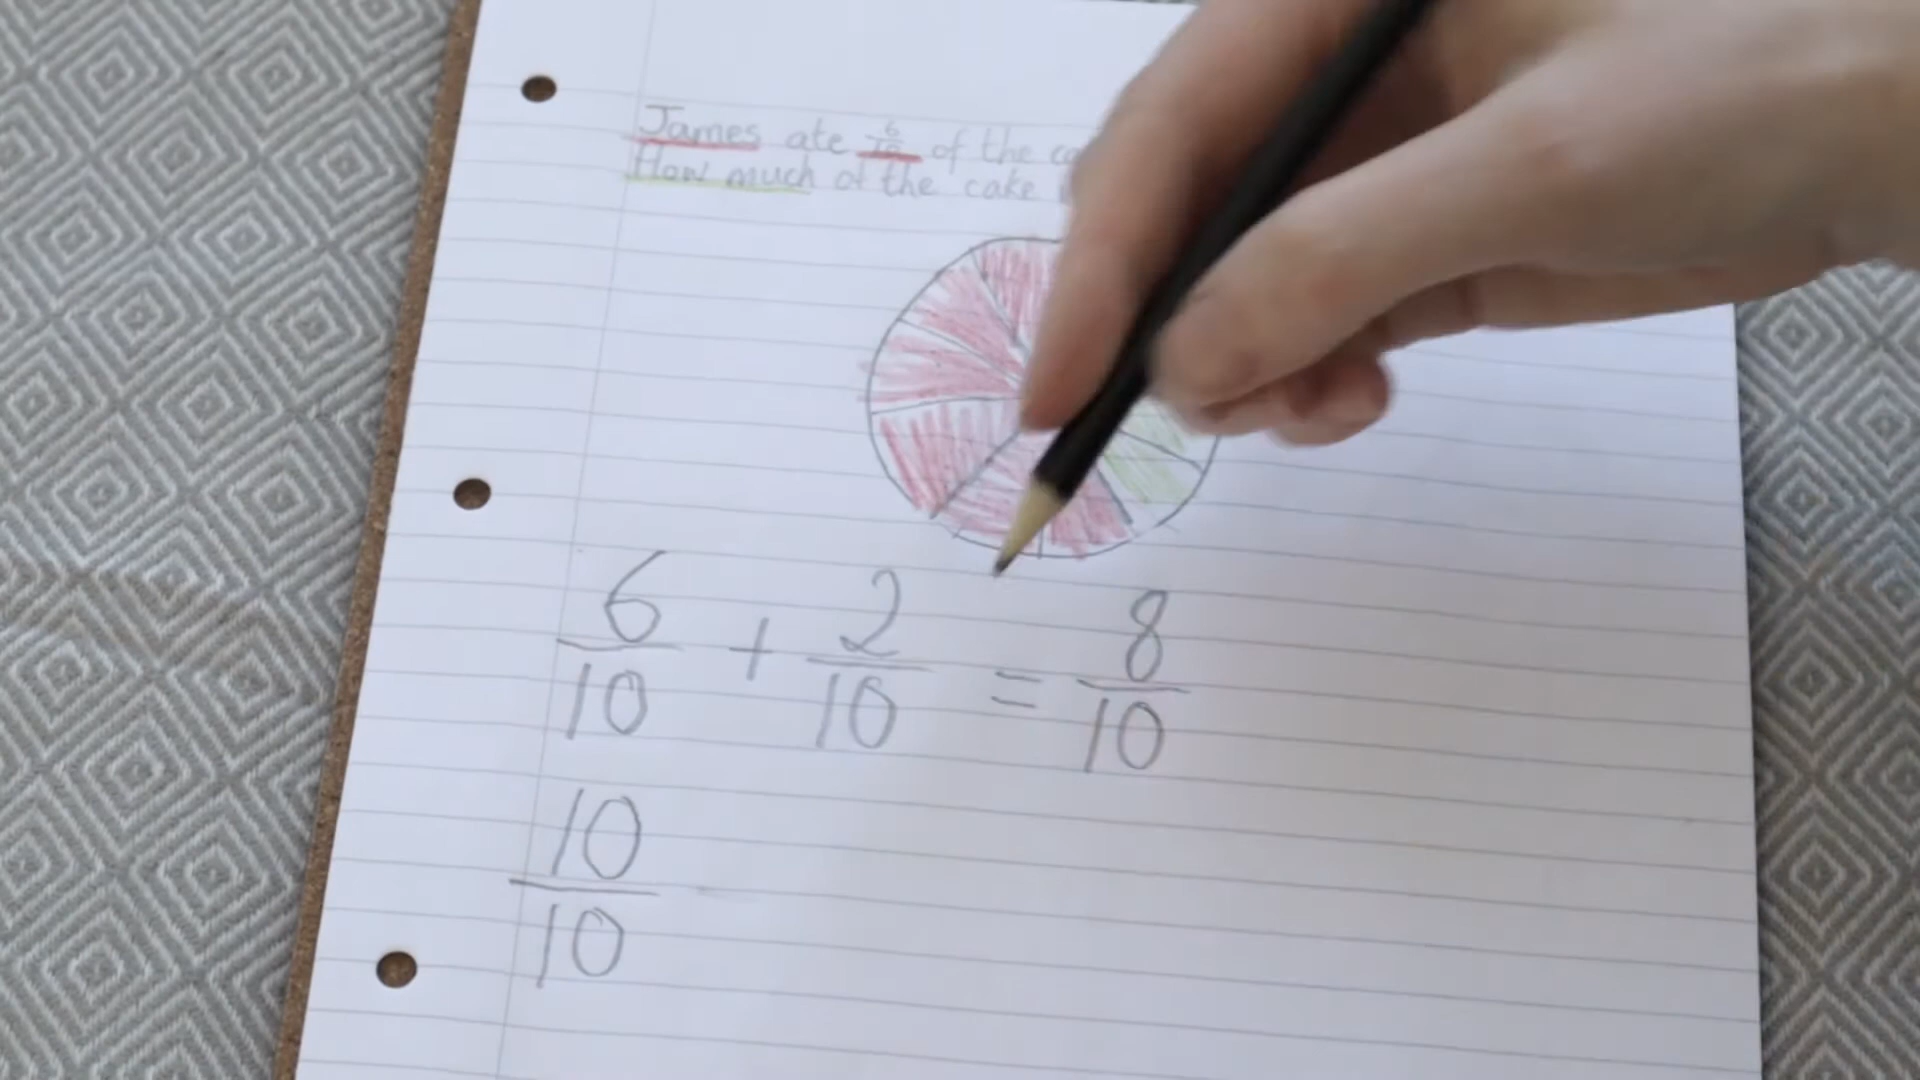 James ate 6/10 of the
How much of the cake
6/10 + 2/10 = 8/10
10/10